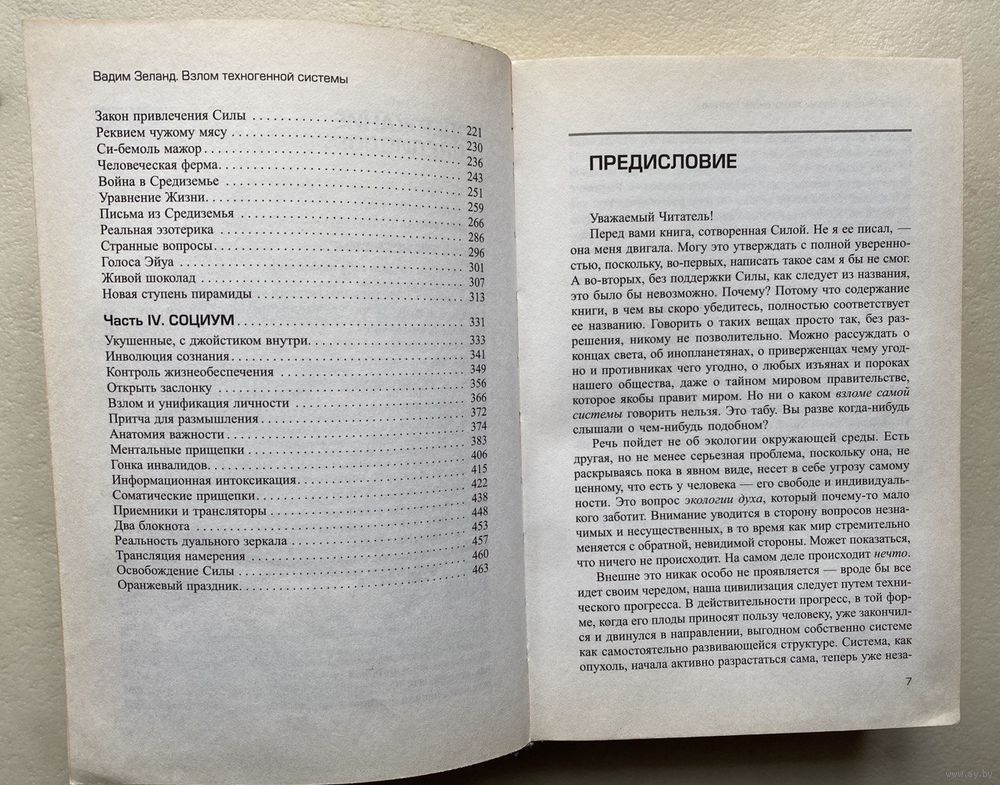 Вадим Зеланд. Взлом техногенной системы
Закон привлечения Силы . . . . . . . . . . 221
Реквием чужому мясу . . . . . . . . . . 230
Си-бемоль мажор . . . . . . . . . . 236
Человеческая ферма . . . . . . . . . . 243
Война в Средиземье . . . . . . . . . . 251
Уравнение Жизни . . . . . . . . . . 259
Письма из Средиземья . . . . . . . . . . 266
Реальная эзотерика . . . . . . . . . . 286
Странные вопросы . . . . . . . . . . 296
Голоса Эйуа . . . . . . . . . . 301
Живой шоколад . . . . . . . . . . 307
Новая ступень пирамиды . . . . . . . . . . 313
Часть IV. СОЦИУМ . . . . . . . . . . 331
Укушенные, с джойстиком внутри . . . . . . . . . . 333
Инволюция сознания . . . . . . . . . . 341
Контроль жизнеобеспечения . . . . . . . . . . 349
Открыть заслонку . . . . . . . . . . 356
Взлом и унификация личности . . . . . . . . . . 366
Притча для размышления . . . . . . . . . . 372
Анатомия важности . . . . . . . . . . 374
Ментальные прищепки . . . . . . . . . . 383
Гонка инвалидов . . . . . . . . . . 406
Информационная интоксикация . . . . . . . . . . 415
Соматические прищепки . . . . . . . . . . 422
Приемники и трансляторы . . . . . . . . . . 438
Два блокнота . . . . . . . . . . 448
Реальность дуального зеркала . . . . . . . . . . 453
Трансляция намерения . . . . . . . . . . 457
Освобождение Силы . . . . . . . . . . 460
Оранжевый праздник . . . . . . . . . . 463
ПРЕДИСЛОВИЕ
Уважаемый Читатель!
Перед вами книга, сотворенная Силой. Не я ее писал, —
она меня двигала. Могу это утверждать с полной уверенно-
стью, поскольку, во-первых, написать такое сам я бы не смог.
А во-вторых, без поддержки Силы, как следует из названия,
это было бы невозможно. Почему? Потому что содержание
книги, в чем вы скоро убедитесь, полностью соответствует
ее названию. Говорить о таких вещах просто так, без раз-
решения, никому не позволительно. Можно рассуждать о
концах света, об инопланетянах, о приверженцах чему угод-
но и противниках чего угодно, о любых изъянах и пороках
нашего общества, даже о тайном мировом правительстве,
которое якобы правит миром. Но ни о каком взломе самой
системы говорить нельзя. Это табу. Вы разве когда-нибудь
слышали о чем-нибудь подобном?
Речь пойдет не об экологии окружающей среды. Есть
другая, но не менее серьезная проблема, поскольку она, не
раскрываясь пока в явном виде, несет в себе угрозу самому
ценному, что есть у человека — его свободе и индивидуаль-
ности. Это вопрос экологии духа, который почему-то мало
кого заботит. Внимание уводится в сторону вопросов незна-
чимых и несущественных, в то время как мир стремительно
меняется с обратной, невидимой стороны. Может показаться,
что ничего не происходит. На самом деле происходит нечто.
Внешне это никак особо не проявляется — вроде бы все
идет своим чередом, наша цивилизация следует путем техни-
ческого прогресса. В действительности прогресс, в той фор-
ме, когда его плоды приносят пользу человеку, уже закончил-
ся и двинулся в направлении, выгодном собственно системе
как самостоятельно развивающейся структуре. Система, как
опухоль, начала активно разрастаться сама, теперь уже неза-
7
www.ay.by